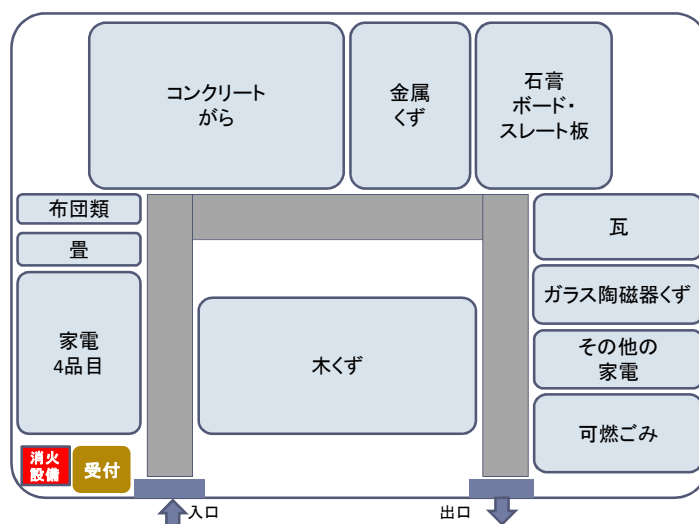 コンクリート
がら
金属
くず
石膏
ボード・
スレート板
布団類
畳
家電
4品目
木くず
瓦
ガラス陶磁器くず
その他の
家電
可燃ごみ
消火
設備
受付
入口
出口